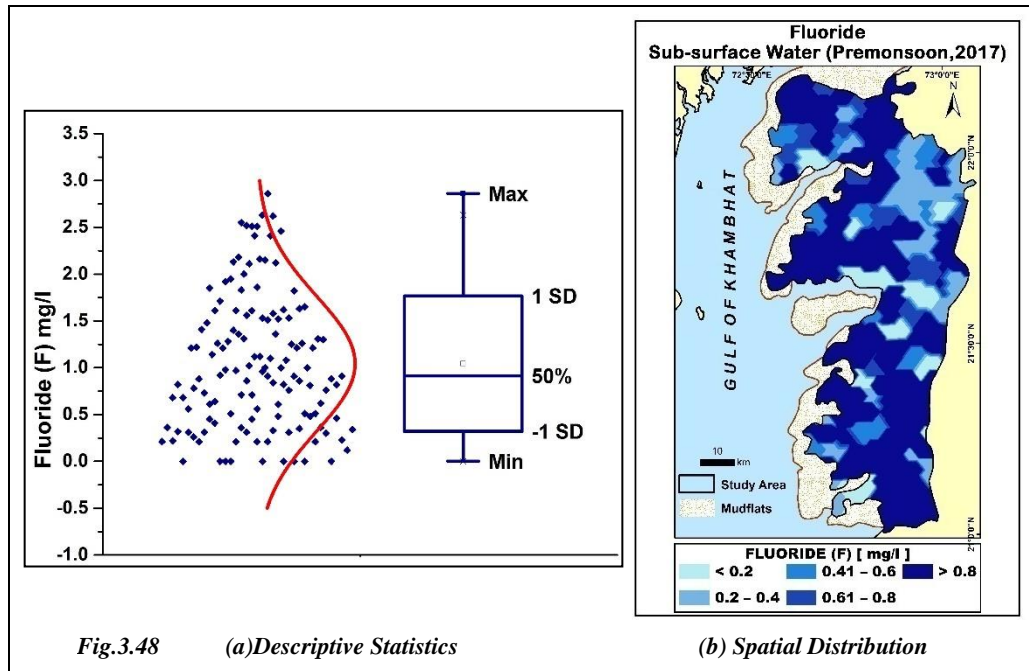 Fluoride (F) mg/l
3.5
3.0
2.5
2.0
1.5
1.0
0.5
0.0
-0.5
-1.0
Max
1 SD
50%
-1 SD
Min
Fluoride
Sub-surface Water (Premonsoon,2017)
73°0'0"E
N
22°0'0"N
GULF OF KHAMBHAT
21°30'0"N
21°0'0"N
10
km
Study Area
Mudflats
FLUORIDE (F) [ mg/l ]
< 0.2
0.41 – 0.6
> 0.8
0.2 – 0.4
0.61 – 0.8
Fig.3.48 (a)Descriptive Statistics (b) Spatial Distribution